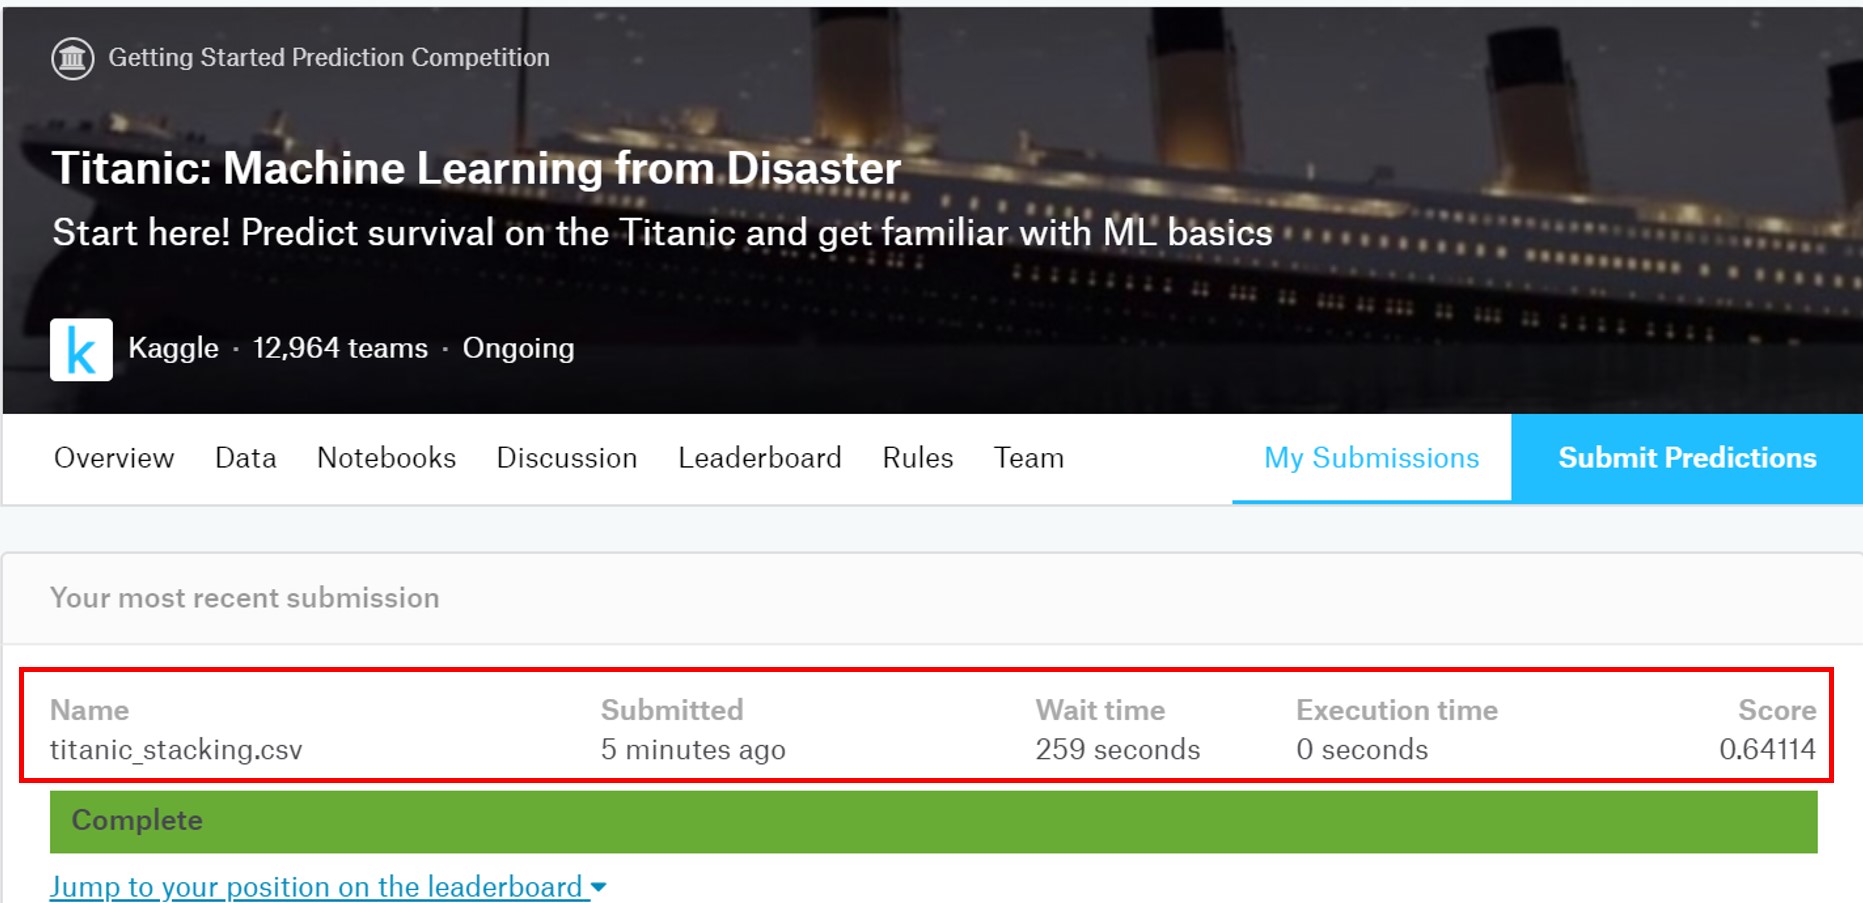 Getting Started Prediction Competition
Titanic: Machine Learning from Disaster
Start here! Predict survival on the Titanic and get familiar with ML basics
k
Kaggle · 12,964 teams · Ongoing
Overview Data Notebooks Discussion Leaderboard Rules Team My Submissions Submit Predictions
Your most recent submission
Name Submitted Wait time Execution time Score
titanic_stacking.csv 5 minutes ago 259 seconds 0 seconds 0.64114
Complete
Jump to your position on the leaderboard